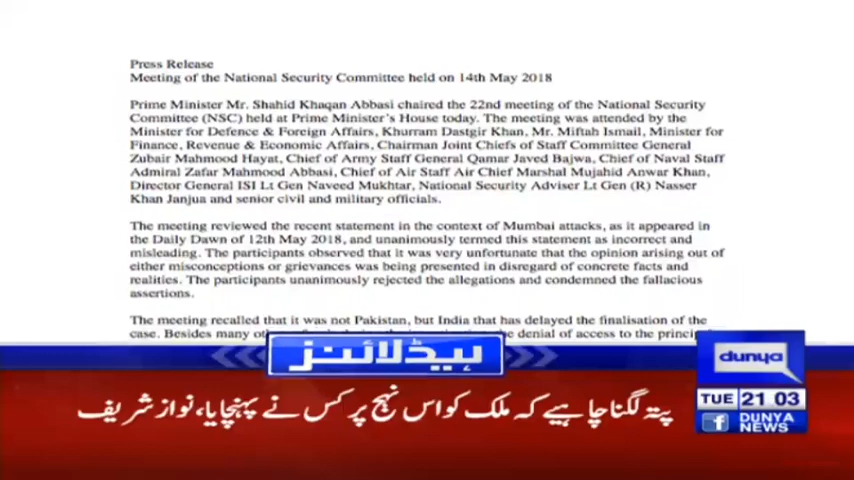 Press Release
Meeting of the National Security Committee held on 14th May 2018
Prime Minister Mr. Shahid Khaqan Abbasi chaired the 22nd meeting of the National Security
Committee (NSC) held at Prime Minister's House today. The meeting was attended by the
Minister for Defence & Foreign Affairs, Khurram Dastgir Khan, Mr. Miftah Ismail, Minister for
Finance, Revenue & Economic Affairs, Chairman Joint Chiefs of Staff Committee General
Zubair Mahmood Hayat, Chief of Army Staff General Qamar Javed Bajwa, Chief of Naval Staff
Admiral Zafar Mahmood Abbasi, Chief of Air Staff Air Chief Marshal Mujahid Anwar Khan,
Director General ISI Lt Gen Naveed Mukhtar, National Security Adviser Lt Gen (R) Nasser
Khan Janjua and senior civil and military officials.
The meeting reviewed the recent statement in the context of Mumbai attacks, as it appeared in
the Daily Dawn of 12th May 2018, and unanimously termed this statement as incorrect and
misleading. The participants observed that it was very unfortunate that the opinion arising out of
either misconceptions or grievances was being presented in disregard of concrete facts and
realities. The participants unanimously rejected the allegations and condemned the fallacious
assertions.
The meeting recalled that it was not Pakistan, but India that has delayed the finalisation of the
case. Besides many denial of access to the
ہیڈلائنز
dunya
TUE 21 03
f DUNYA NEWS
پتہ لگنا چاہیے کہ ملک کو اس نہج پر کس نے پہنچایا، نواز شریف